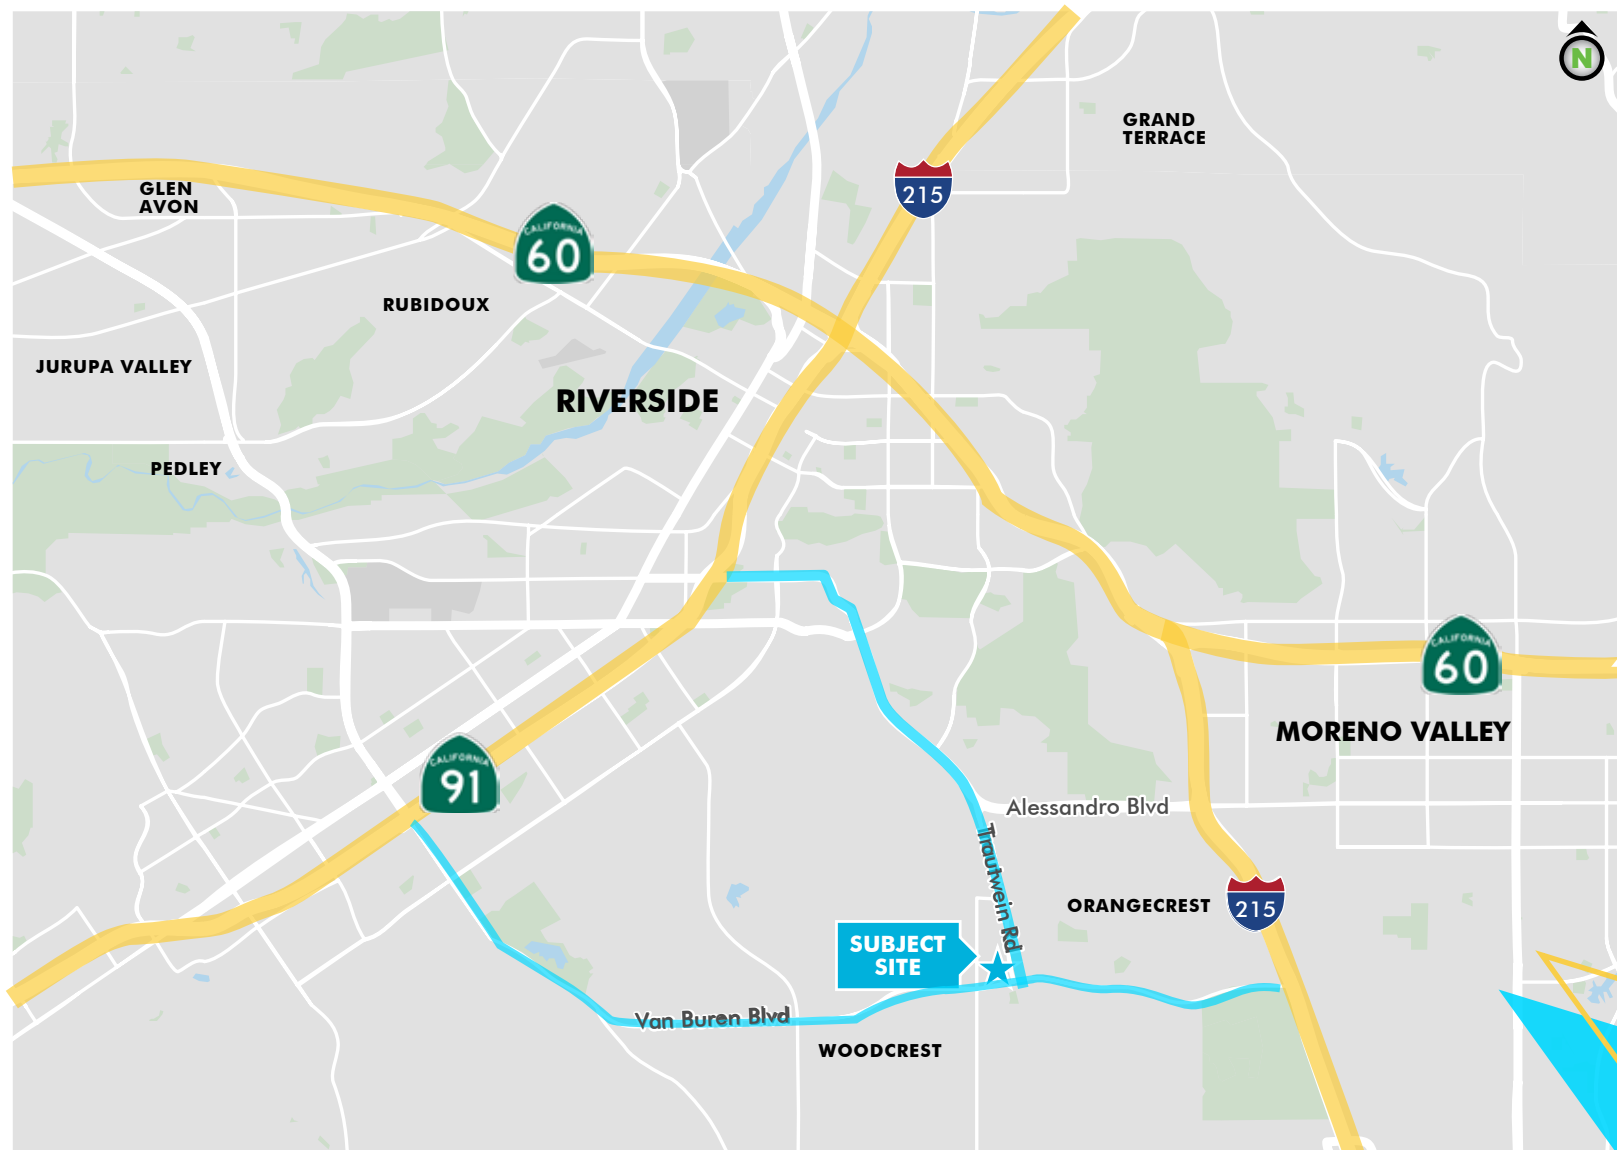 N
GRAND
TERRACE
GLEN
AVON
215
CALIFORNIA
60
RUBIDOUX
JURUPA VALLEY
RIVERSIDE
PEDLEY
CALIFORNIA
60
MORENO VALLEY
CALIFORNIA
91
Alessandro Blvd
Trautwein Rd
ORANGECREST
215
SUBJECT
SITE
Van Buren Blvd
WOODCREST